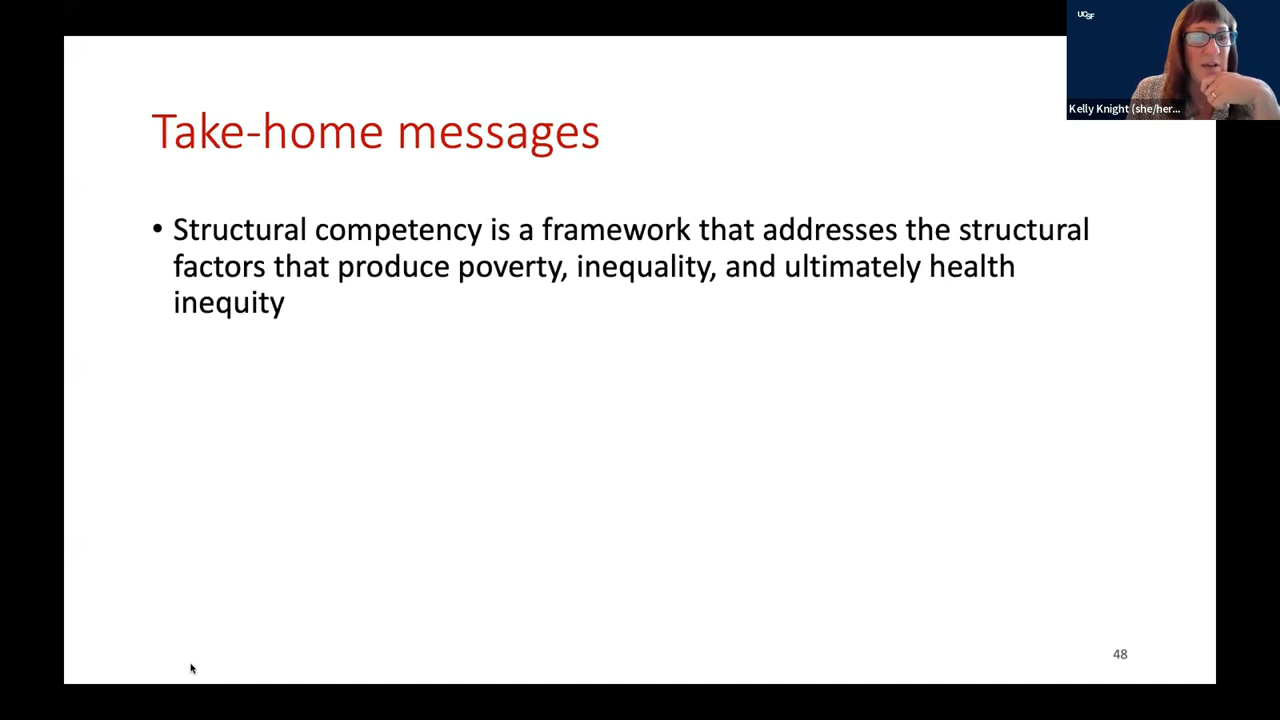 UCSF
Kelly Knight (she/her...
Take-home messages
• Structural competency is a framework that addresses the structural
factors that produce poverty, inequality, and ultimately health
inequity
48